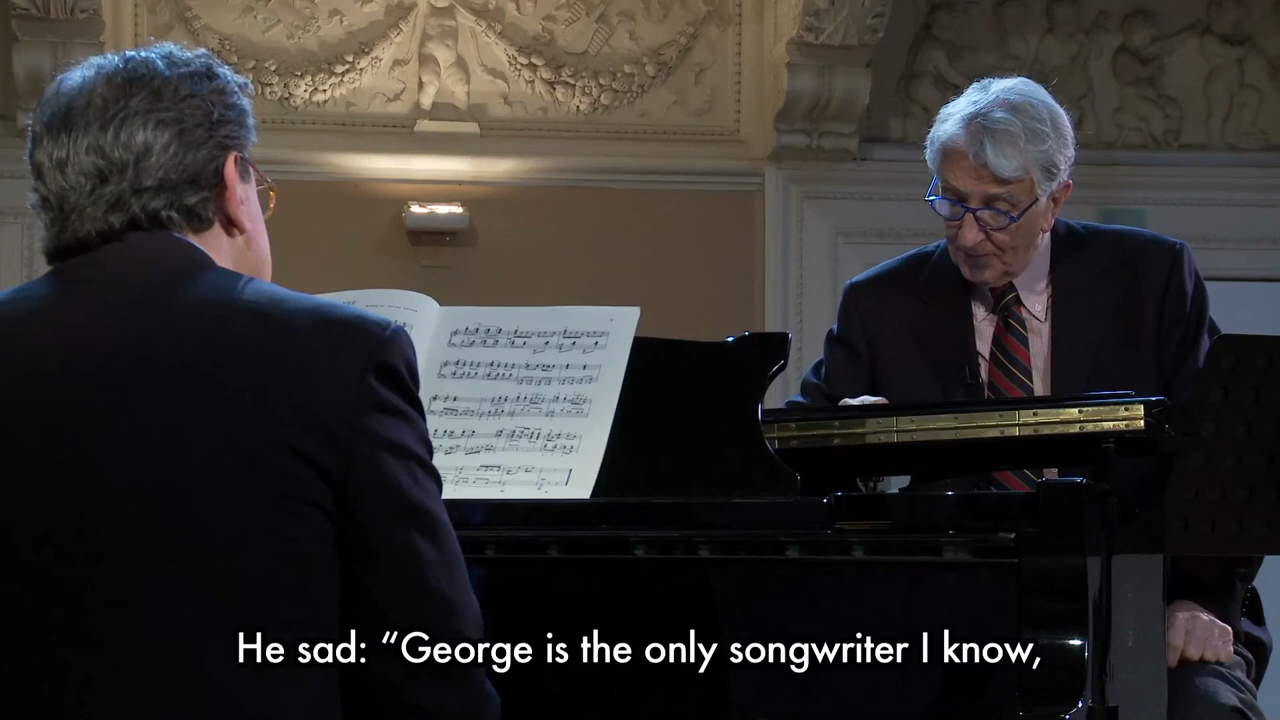 He sad: “George is the only songwriter I know,